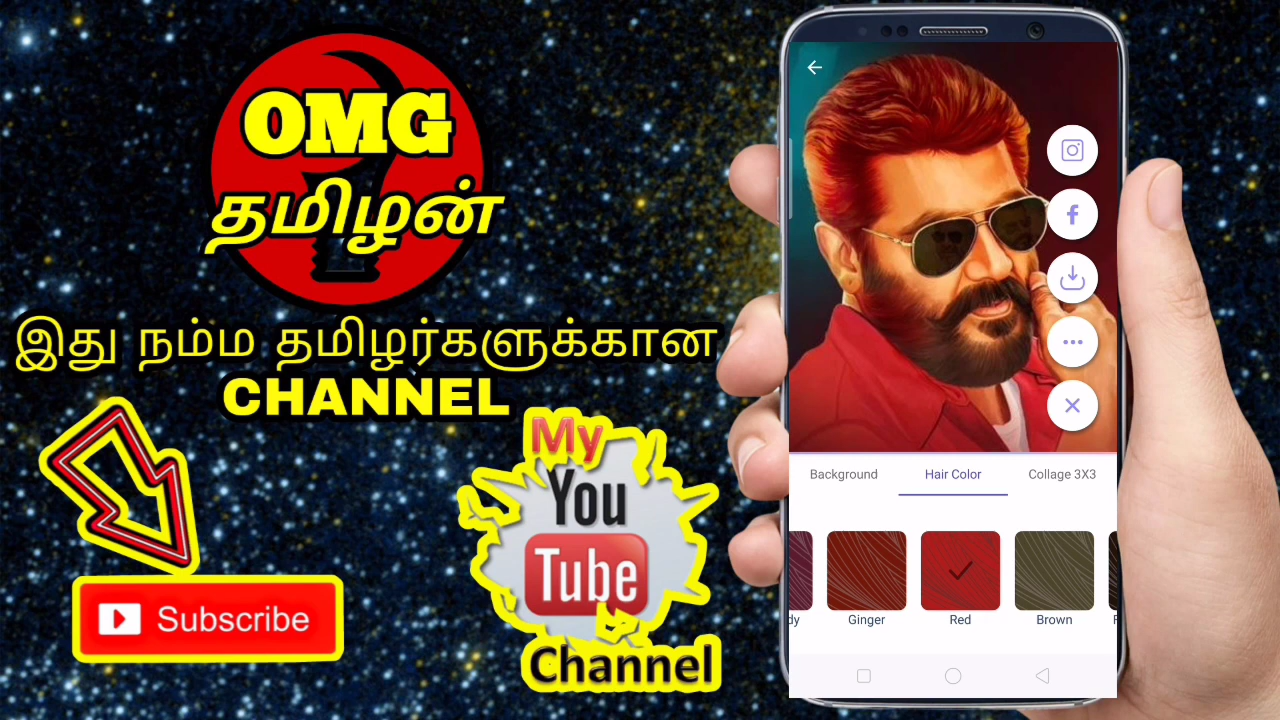 OMG
தமிழன்
இது நம்ம தமிழர்களுக்கான
CHANNEL
Subscribe
My
You
Tube
Channel
Background Hair Color Collage 3X3
dy Ginger Red Brown